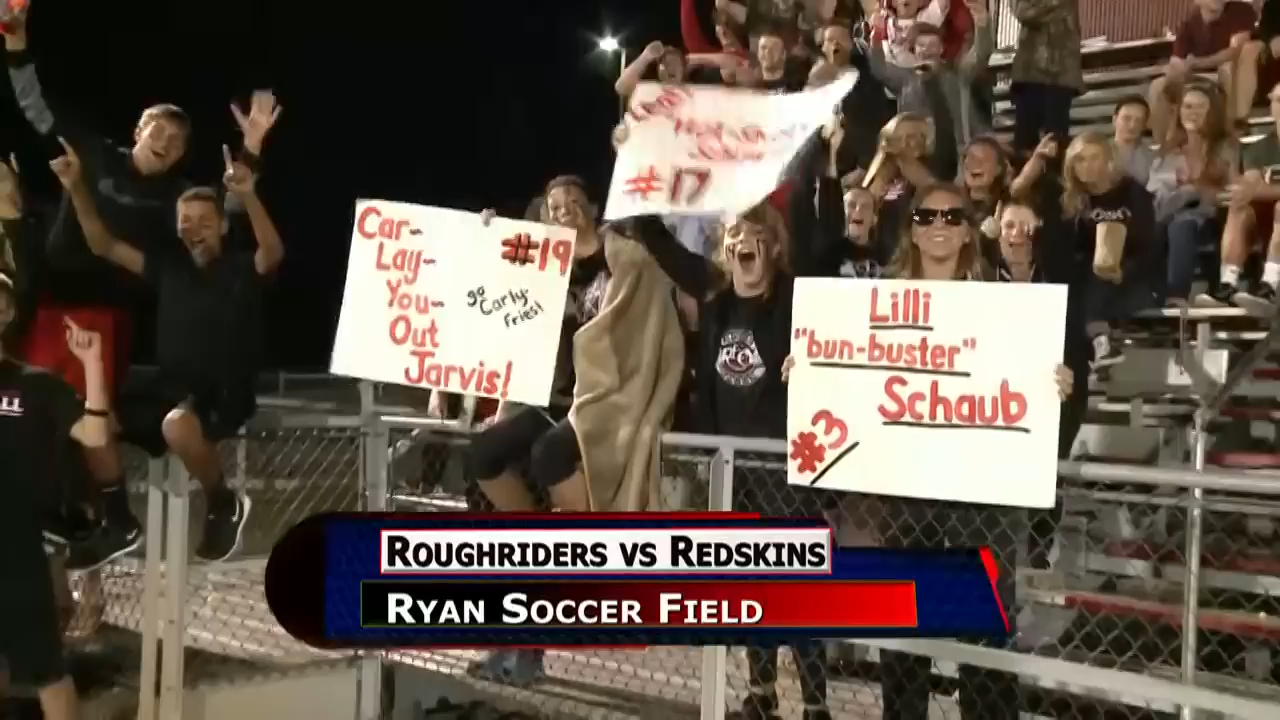 #17
Car-
Lay-
You-
Out
Jarvis!
#19
go
Carly-
fries!
Lilli
"bun-buster"
Schaub
#3
ROUGHRIDERS VS REDSKINS
RYAN SOCCER FIELD